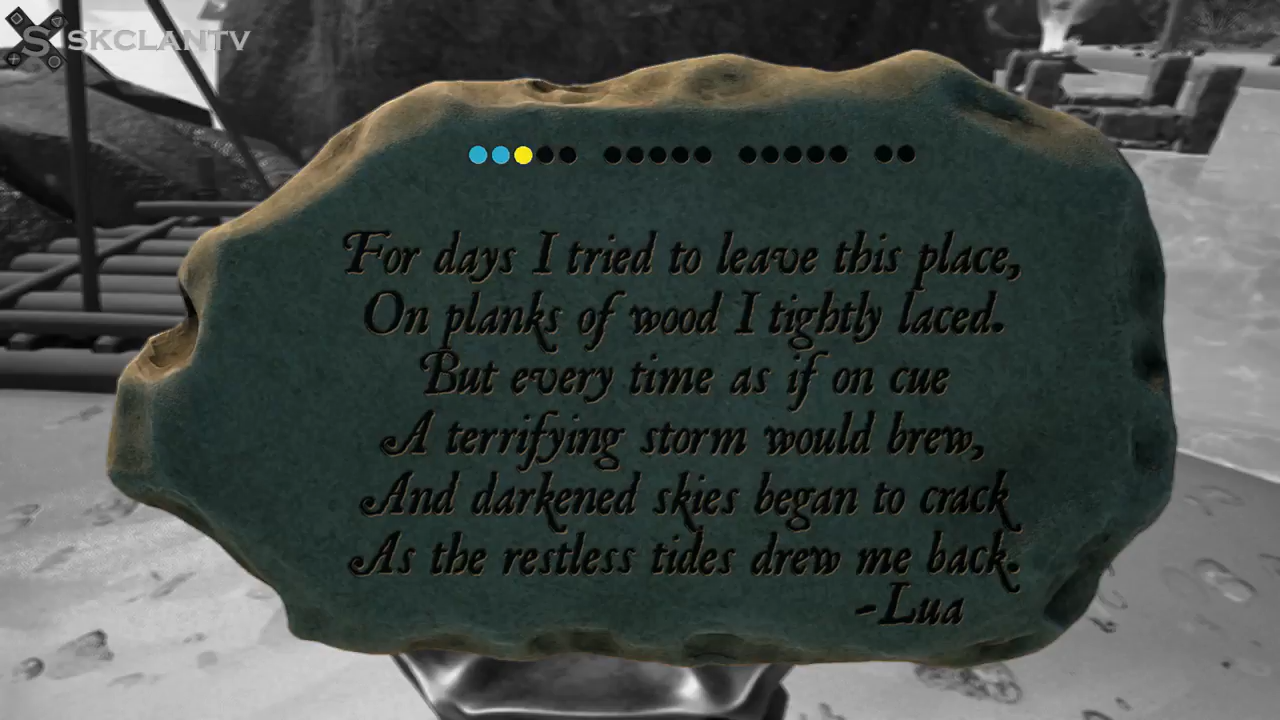 SKCLANTV
For days I tried to leave this place,
On planks of wood I tightly laced.
But every time as if on cue
A terrifying storm would brew,
And darkened skies began to crack
As the restless tides drew me back.
-Lua